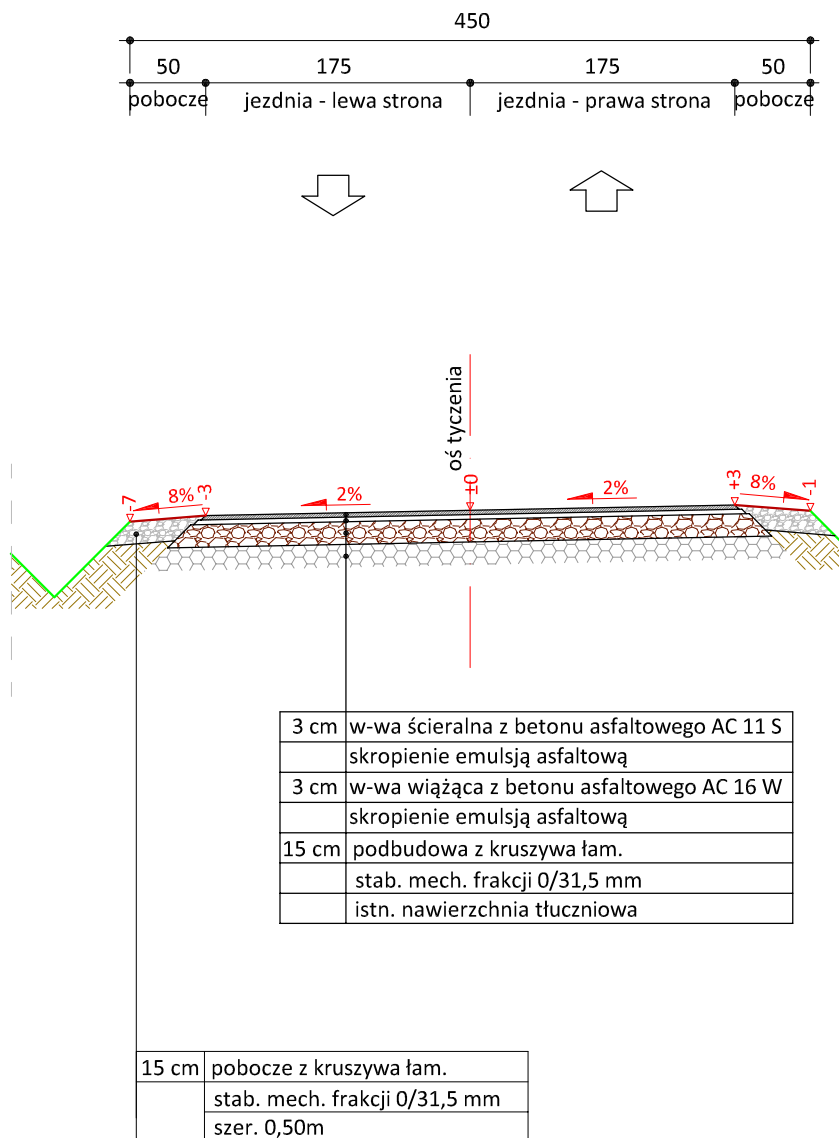 450
50 175 175 50
pobocze jezdnia - lewa strona jezdnia - prawa strona pobocze
oś tyczenia
-7 8% -3 2% ±0 2% +3 8% -1
3 cm w-wa ścieralna z betonu asfaltowego AC 11 S
skropienie emulsją asfaltową
3 cm w-wa wiążąca z betonu asfaltowego AC 16 W
skropienie emulsją asfaltową
15 cm podbudowa z kruszywa łam.
stab. mech. frakcji 0/31,5 mm
istn. nawierzchnia tłuczniowa
15 cm pobocze z kruszywa łam.
stab. mech. frakcji 0/31,5 mm
szer. 0,50m